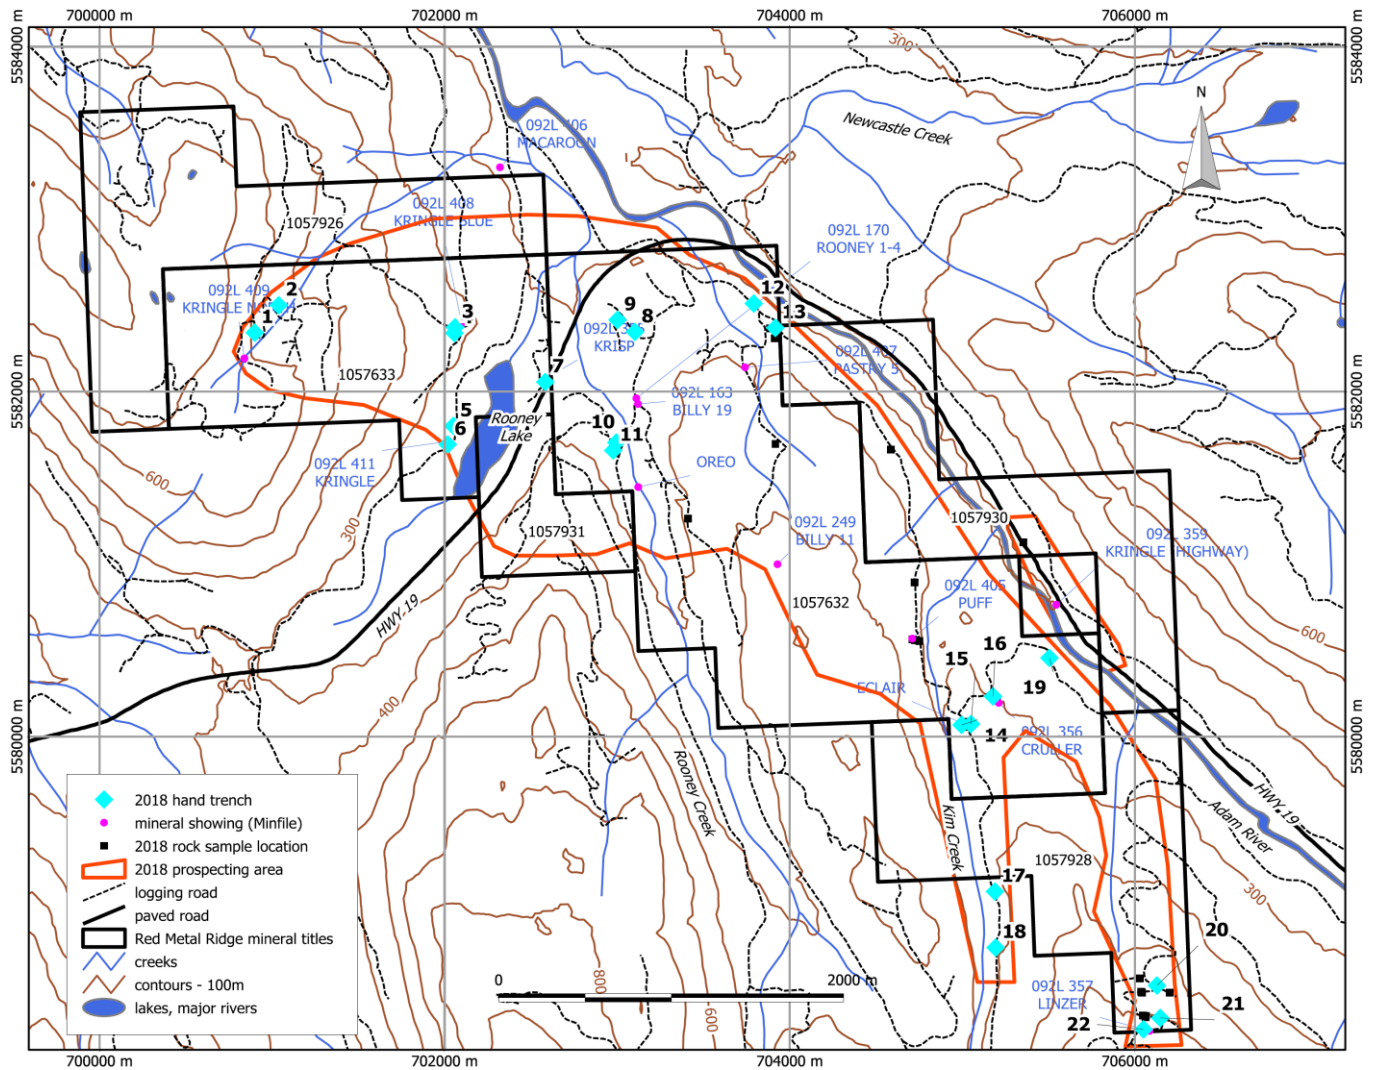 700000 m
702000 m
704000 m
706000 m
5584000 m
m
5584000 m
300
Newcastle Creek
N
092L 406
MACAROON
092L 408
KRINGLE BLUE
1057926
092L 170
ROONEY 1-4
092L 409
KRINGLE N
2
1
3
9
8
12
13
KRISP
092L 407
PASTRY 5
7
1057633
5582000 m
5582000 m
092L 163
BILLY 19
5
6
Rooney
Lake
10
11
092L 411
KRINGLE
OREO
600
300
1057931
1057930
092L 249
BILLY 11
092L 359
KRINGLE (HIGHWAY)
092L 405
PUFF
1057632
HWY-19
600
16
15
19
ECLAIR
400
14
092L 356
CRULLER
5580000 m
5580000 m
Rooney Creek
Kim Creek
HWY-19
Adam River
2018 hand trench
mineral showing (Minfile)
2018 rock sample location
2018 prospecting area
logging road
paved road
Red Metal Ridge mineral titles
creeks
contours - 100m
lakes, major rivers
1057928
17
300
18
20
0
2000 m
800
600
092L 357
LINZER
21
22
700000 m
702000 m
704000 m
706000 m